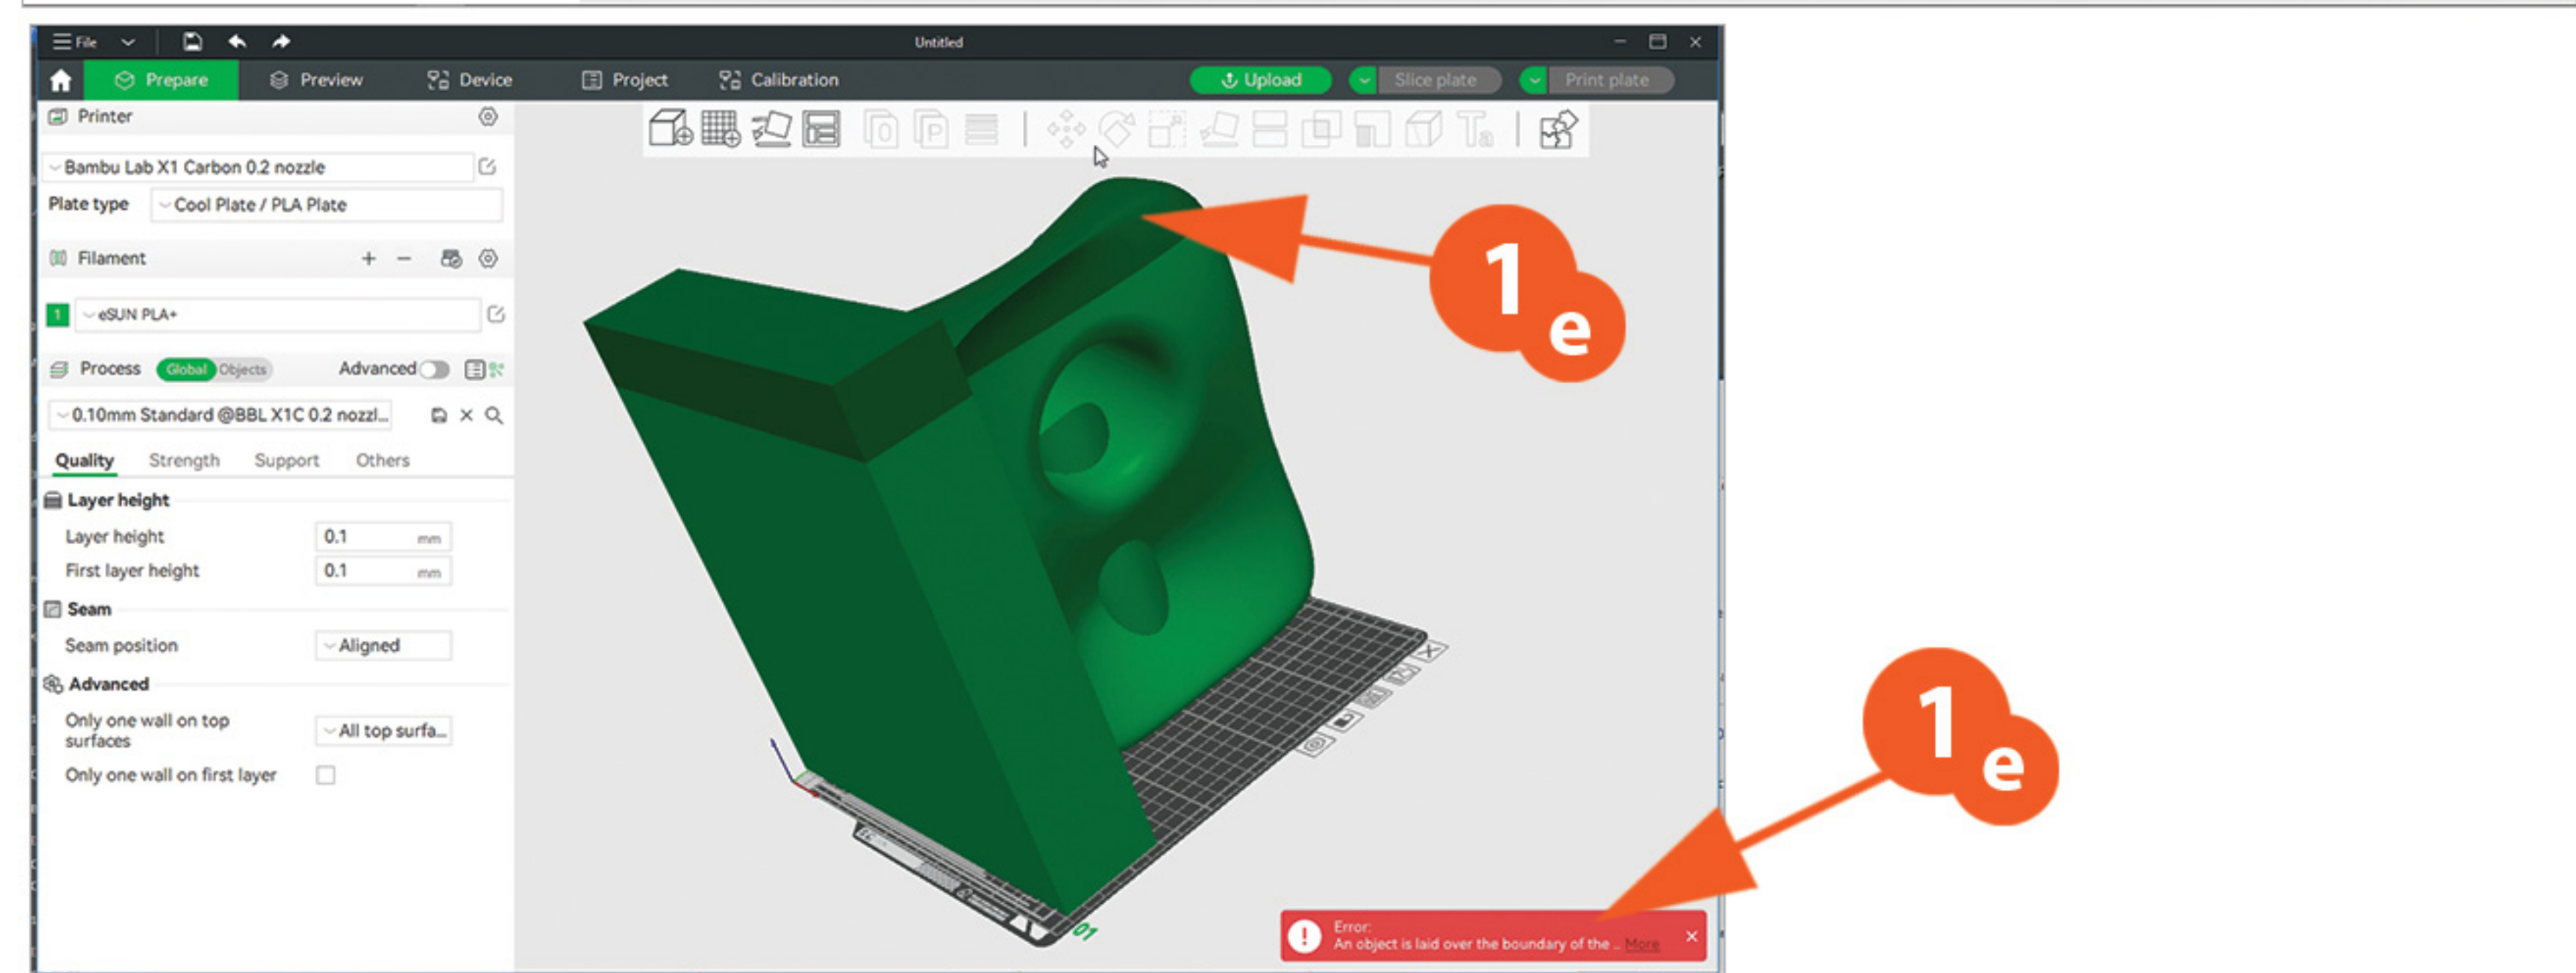 File
Untitled
Prepare
Preview
Device
Project
Calibration
Upload
Slice plate
Print plate
Printer
Bambu Lab X1 Carbon 0.2 nozzle
Plate type
Cool Plate / PLA Plate
Filament
1
eSUN PLA+
Process
Global
Objects
Advanced
0.10mm Standard @BBL X1C 0.2 nozzl...
Quality
Strength
Support
Others
Layer height
Layer height
0.1
mm
First layer height
0.1
mm
Seam
Seam position
Aligned
Advanced
Only one wall on top
surfaces
All top surfa...
Only one wall on first layer
O
P
Ta
1
e
1
e
01
Error:
An object is laid over the boundary of the .. More